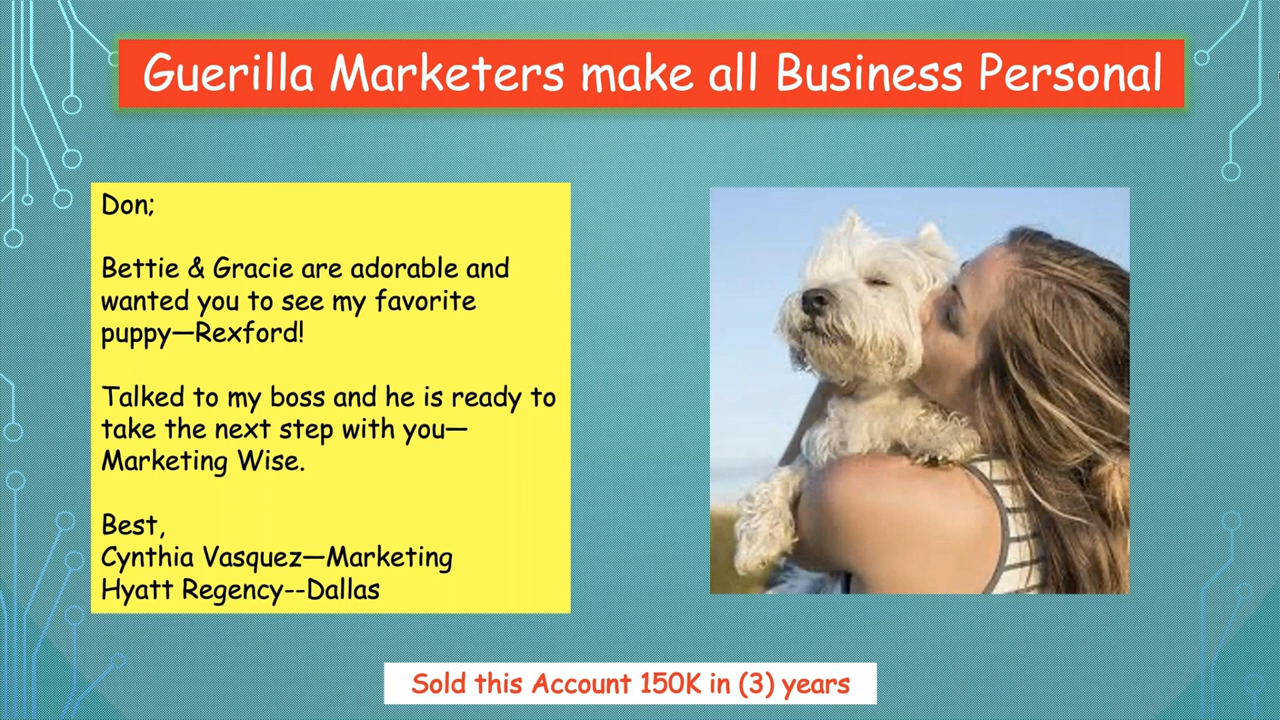 Guerilla Marketers make all Business Personal
Don;
Bettie & Gracie are adorable and
wanted you to see my favorite
puppy—Rexford!
Talked to my boss and he is ready to
take the next step with you—
Marketing Wise.
Best,
Cynthia Vasquez—Marketing
Hyatt Regency--Dallas
Sold this Account 150K in (3) years